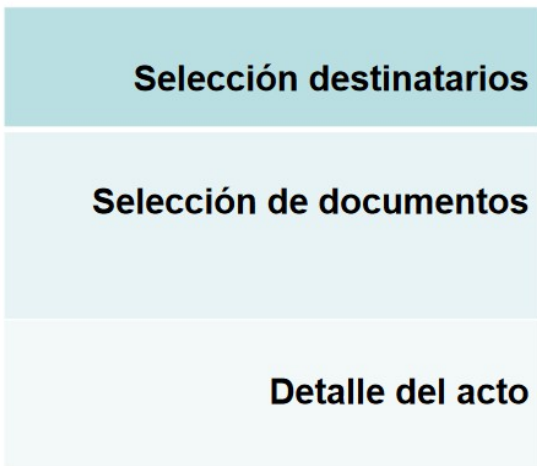 Selección destinatarios
Selección de documentos
Detalle del acto